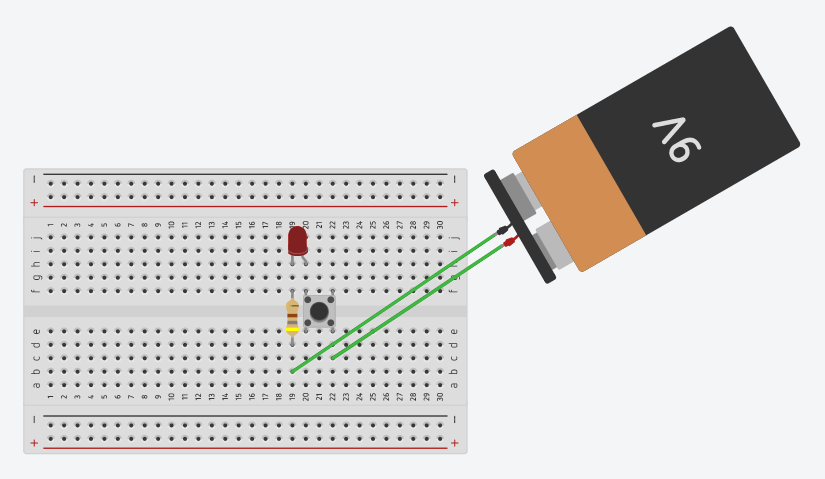 9V
− −
+ +
1 2 3 4 5 6 7 8 9 10 11 12 13 14 15 16 17 18 19 20 21 22 23 24 25 26 27 28 29 30
j j
i i
h h
g g
f f
e e
d d
c c
b b
a a
1 2 3 4 5 6 7 8 9 10 11 12 13 14 15 16 17 18 19 20 21 22 23 24 25 26 27 28 29 30
− −
+ +